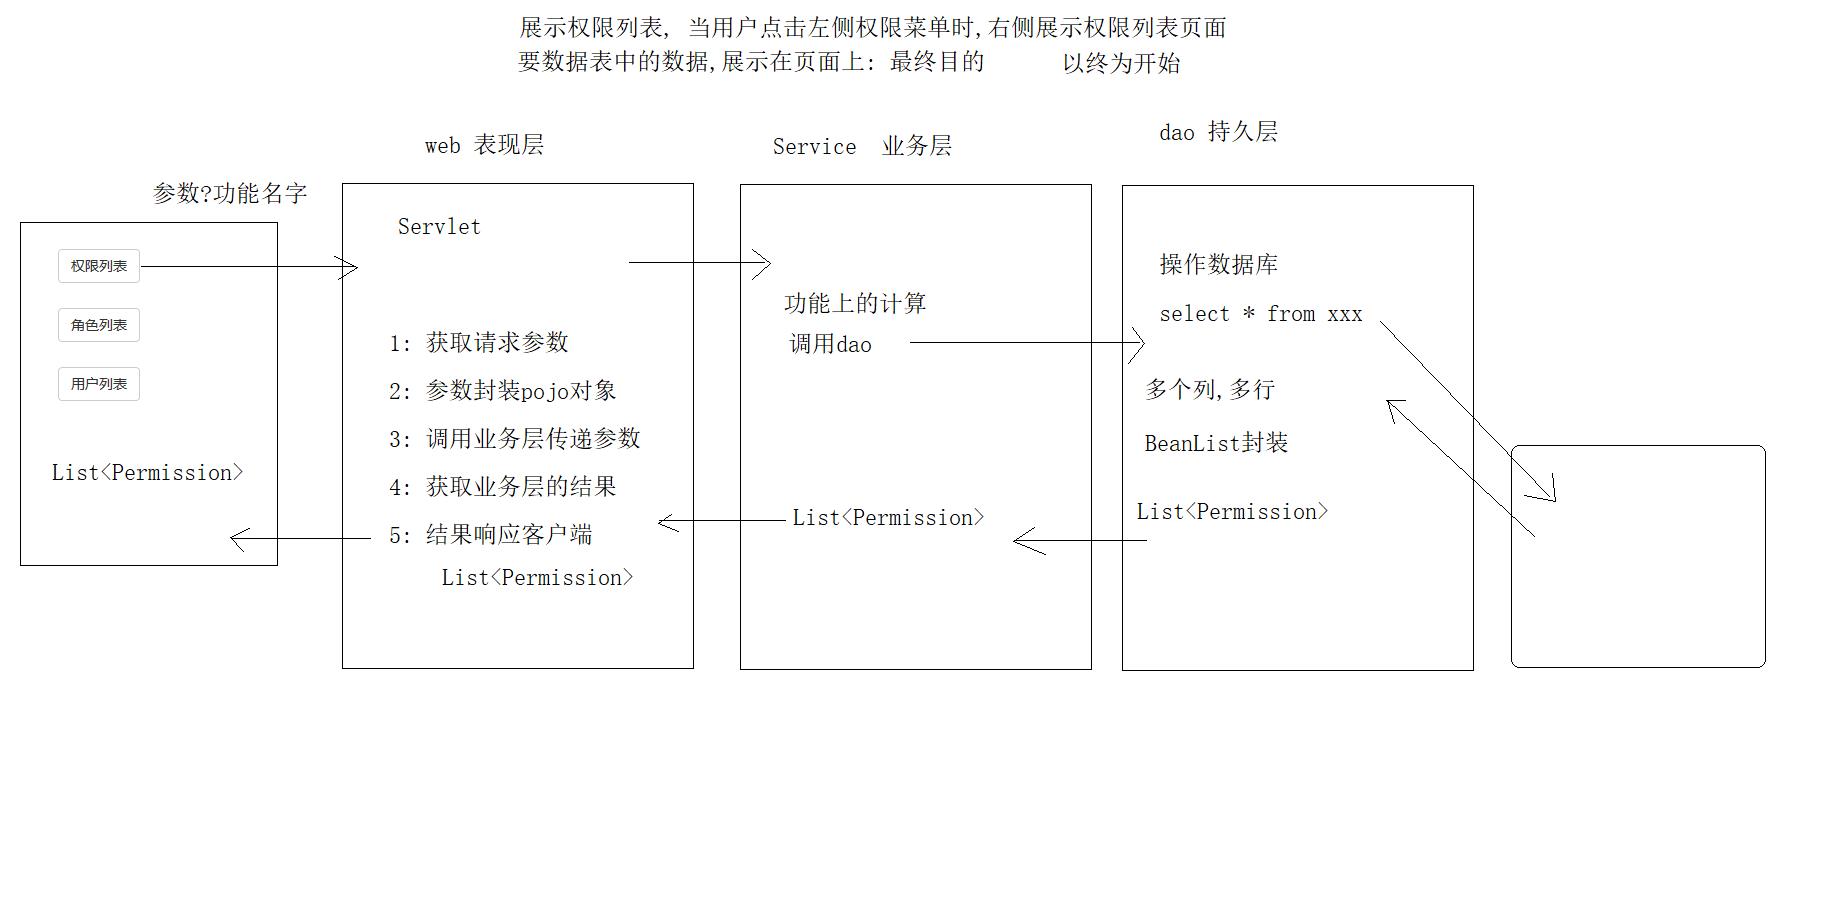 展示权限列表, 当用户点击左侧权限菜单时,右侧展示权限列表页面
要数据表中的数据,展示在页面上: 最终目的 以终为开始
参数?功能名字
权限列表
角色列表
用户列表
List<Permission>
web 表现层
Servlet
1: 获取请求参数
2: 参数封装pojo对象
3: 调用业务层传递参数
4: 获取业务层的结果
5: 结果响应客户端
List<Permission>
Service 业务层
功能上的计算
调用dao
List<Permission>
dao 持久层
操作数据库
select * from xxx
多个列,多行
BeanList封装
List<Permission>